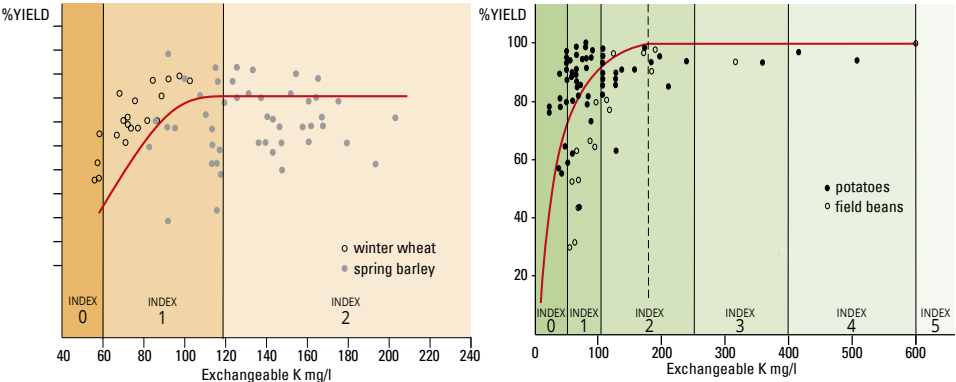 %YIELD
winter wheat
spring barley
INDEX
0
INDEX
1
INDEX
2
40 60 80 100 120 140 160 180 200 220 240
Exchangeable K mg/l
%YIELD
100
80
60
40
20
potatoes
field beans
INDEX
0
INDEX
1
INDEX
2
INDEX
3
INDEX
4
INDEX
5
0 100 200 300 400 500 600
Exchangeable K mg/l